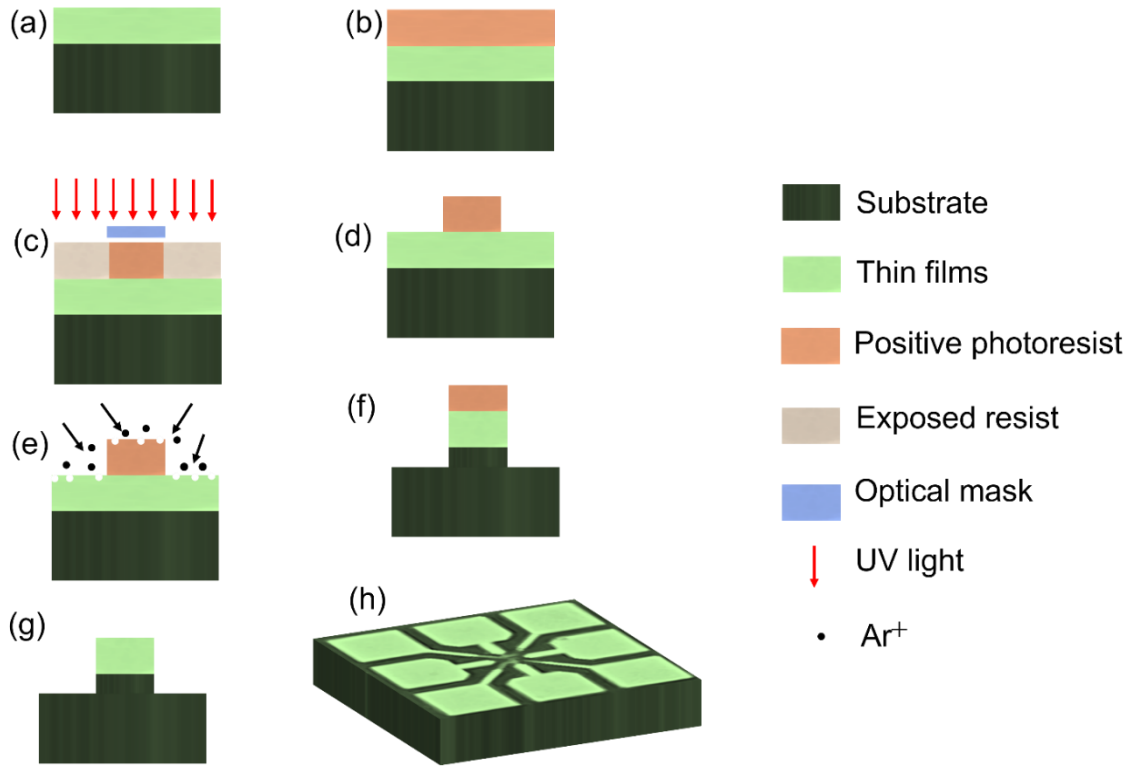 (a)
(b)
(c)
(d)
(e)
(f)
(g)
(h)
Substrate
Thin films
Positive photoresist
Exposed resist
Optical mask
UV light
Ar⁺